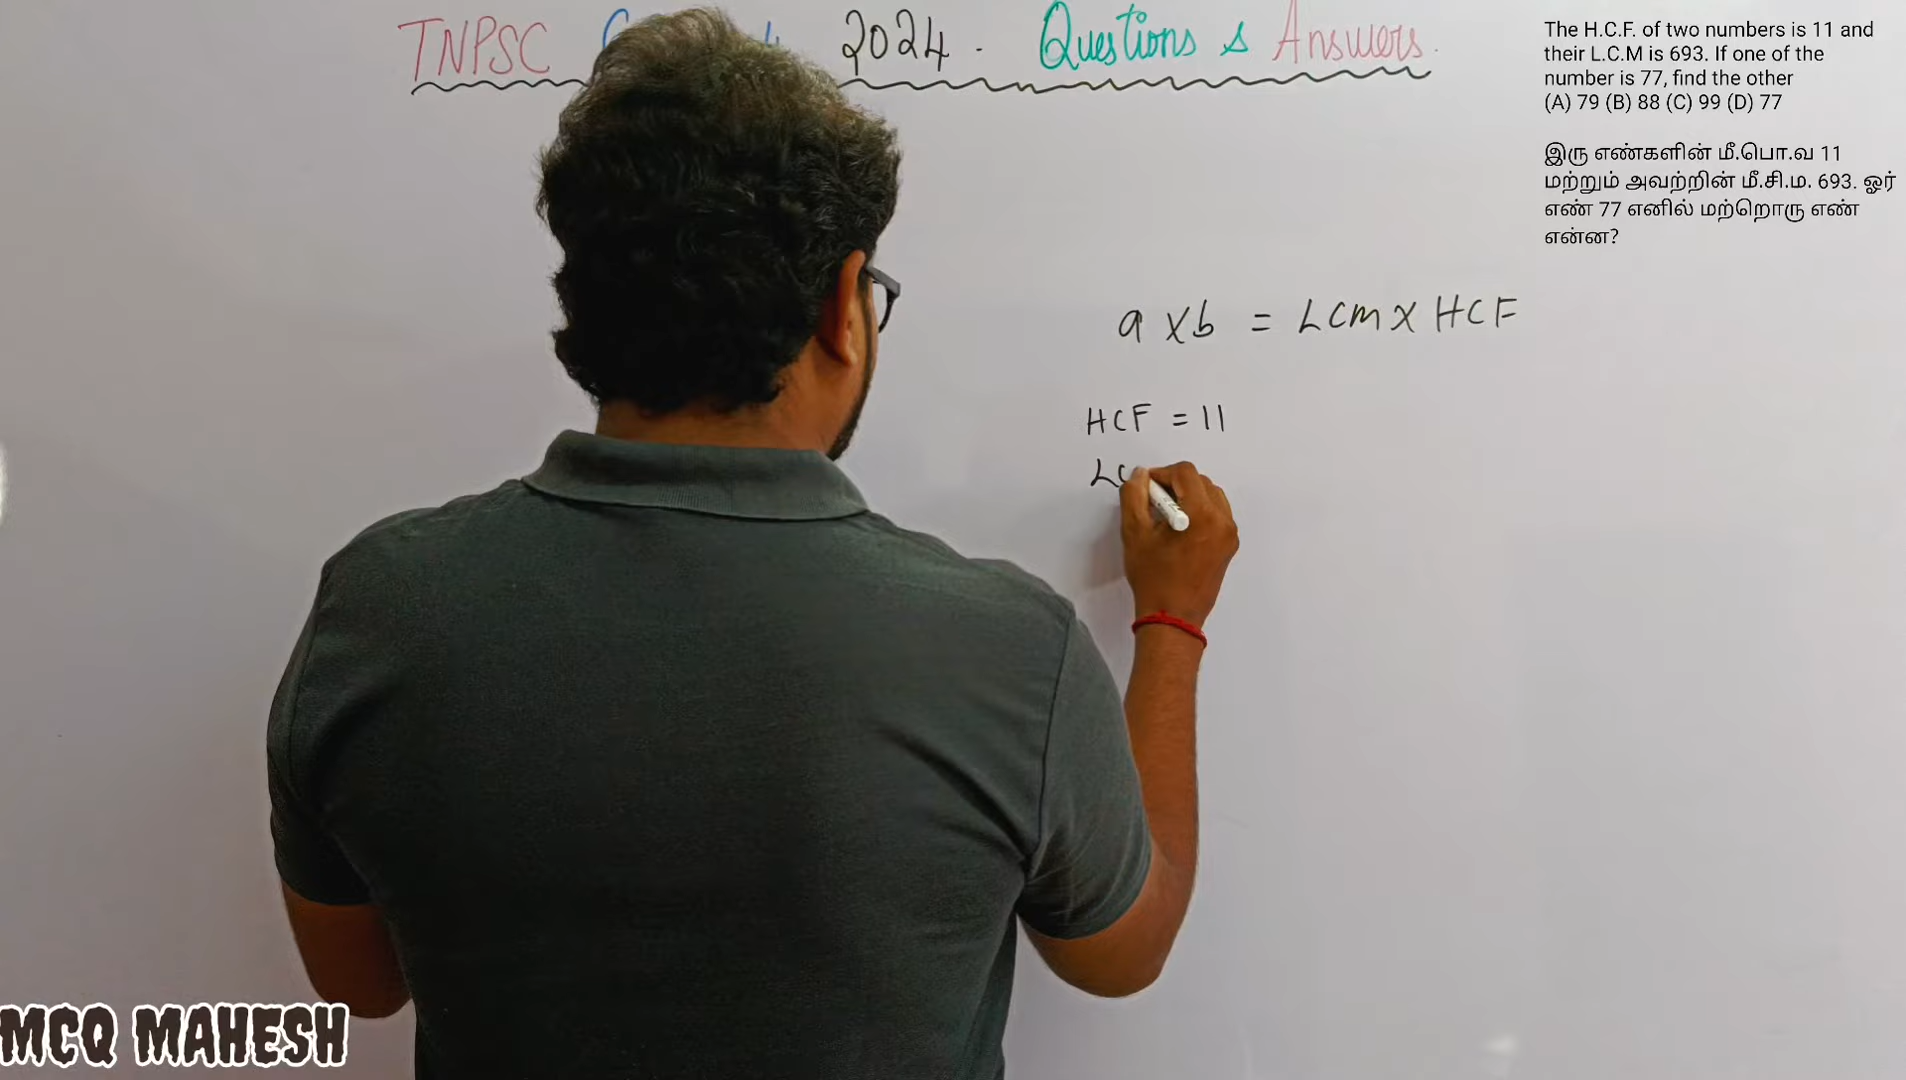 TNPSC 2024. Questions & Answers.
The H.C.F. of two numbers is 11 and
their L.C.M is 693. If one of the
number is 77, find the other
(A) 79 (B) 88 (C) 99 (D) 77
இரு எண்களின் மீ.பொ.வ 11
மற்றும் அவற்றின் மீ.சி.ம. 693. ஓர்
எண் 77 எனில் மற்றொரு எண்
என்ன?
a x b = LCM X HCF
HCF = 11
LC
MCQ MAHESH